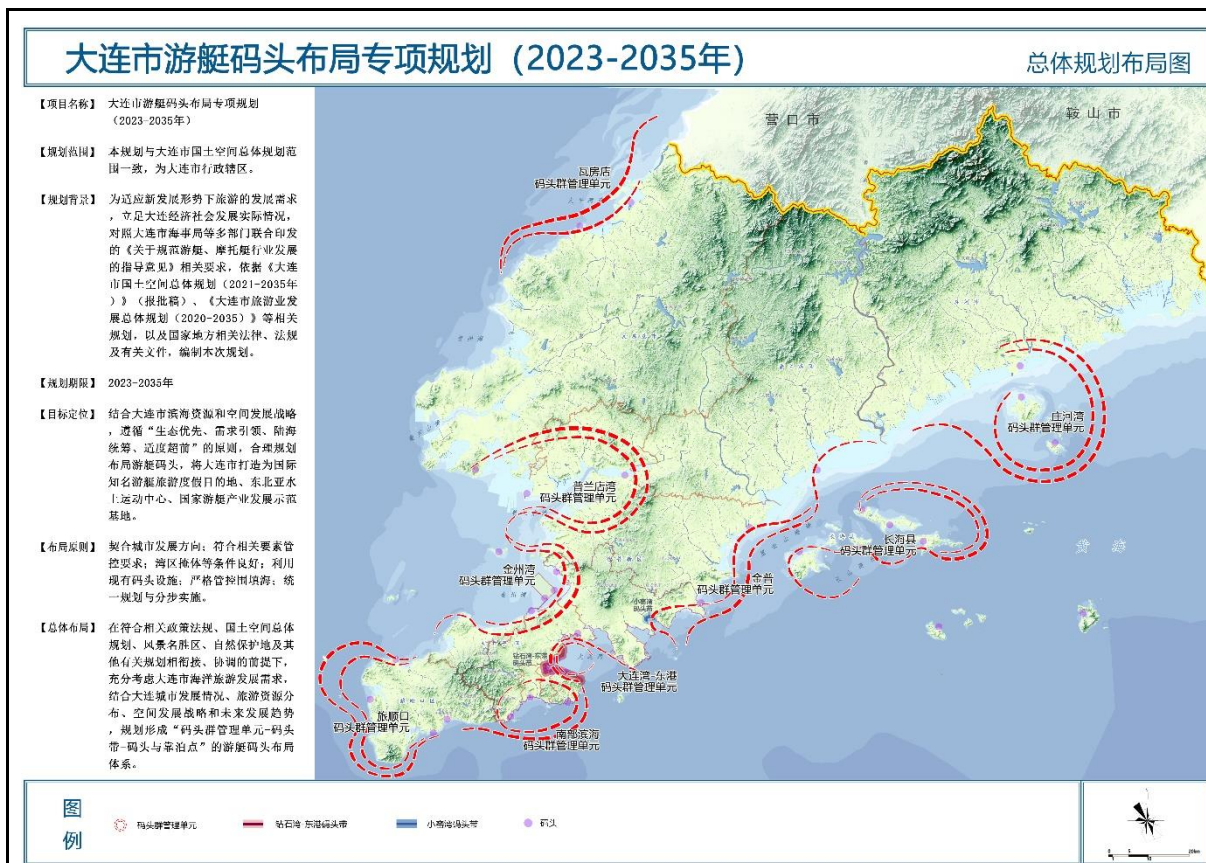 大连市游艇码头布局专项规划（2023-2035年）
总体规划布局图
【项目名称】 大连市游艇码头布局专项规划
（2023-2035年）
【规划范围】 本规划与大连市国土空间总体规划范
围一致，为大连市行政辖区。
【规划背景】 为适应新发展形势下旅游的发展需求
，立足大连经济社会发展实际情况，
对照大连市海事局等多部门联合印发
的《关于规范游艇、摩托艇行业发展
的指导意见》相关要求，依据《大连
市国土空间总体规划（2021-2035年
）》（报批稿）、《大连市旅游业发
展总体规划（2020-2035）》等相关
规划，以及国家地方相关法律、法规
及有关文件，编制本次规划。
【规划期限】 2023-2035年
【目标定位】 结合大连市滨海资源和空间发展战略
，遵循“生态优先、需求引领、陆海
统筹、适度超前”的原则，合理规划
布局游艇码头，将大连市打造为国际
知名游艇旅游度假目的地、东北亚水
上运动中心、国家游艇产业发展示范
基地。
【布局原则】 契合城市发展方向；符合相关要素管
控要求；湾区掩体等条件良好；利用
现有码头设施；严格管控围填海；统
一规划与分步实施。
【总体布局】 在符合相关政策法规、国土空间总体
规划、风景名胜区、自然保护地及其
他有关规划相衔接、协调的前提下，
充分考虑大连市海洋旅游发展需求，
结合大连城市发展情况、旅游资源分
布、空间发展战略和未来发展趋势
，规划形成“码头群管理单元-码头
带-码头与靠泊点”的游艇码头布局
体系。
营口市
鞍山市
瓦房店
码头群管理单元
庄河湾
码头群管理单元
普兰店湾
码头群管理单元
长海县
码头群管理单元
黄海
金州湾
码头群管理单元
金普
码头群管理单元
小窑湾
码头带
钻石湾-东港
码头带
大连湾-东港
码头群管理单元
旅顺口
码头群管理单元
南部滨海
码头群管理单元
图例
码头群管理单元
钻石湾-东港码头带
小窑湾码头带
码头